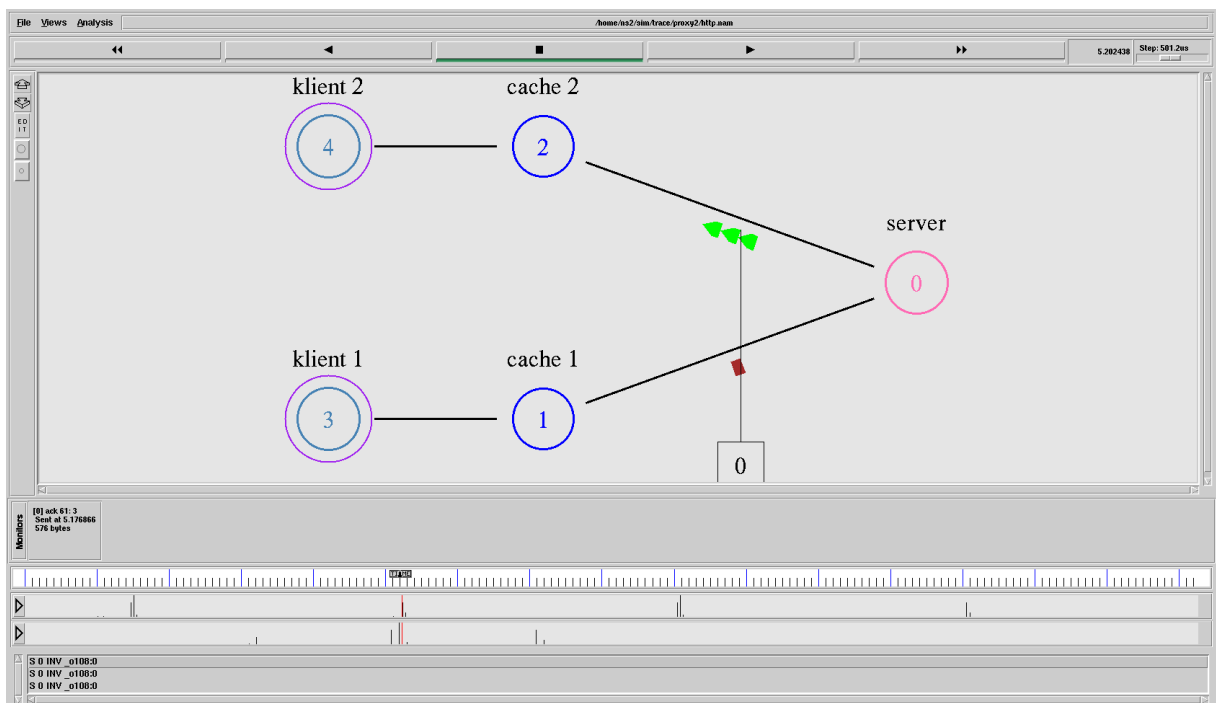 File Views Analysis /home/ns2/sim/trace/proxy2/http.nam
5.202438 Step: 501.2us
E D
I T
klient 2 cache 2
4 2
server
0
klient 1 cache 1
3 1
0
Monitors
[0] ack 61: 3
Sent at 5.176866
576 bytes
S 0 INV _o108:0
S 0 INV _o108:0
S 0 INV _o108:0